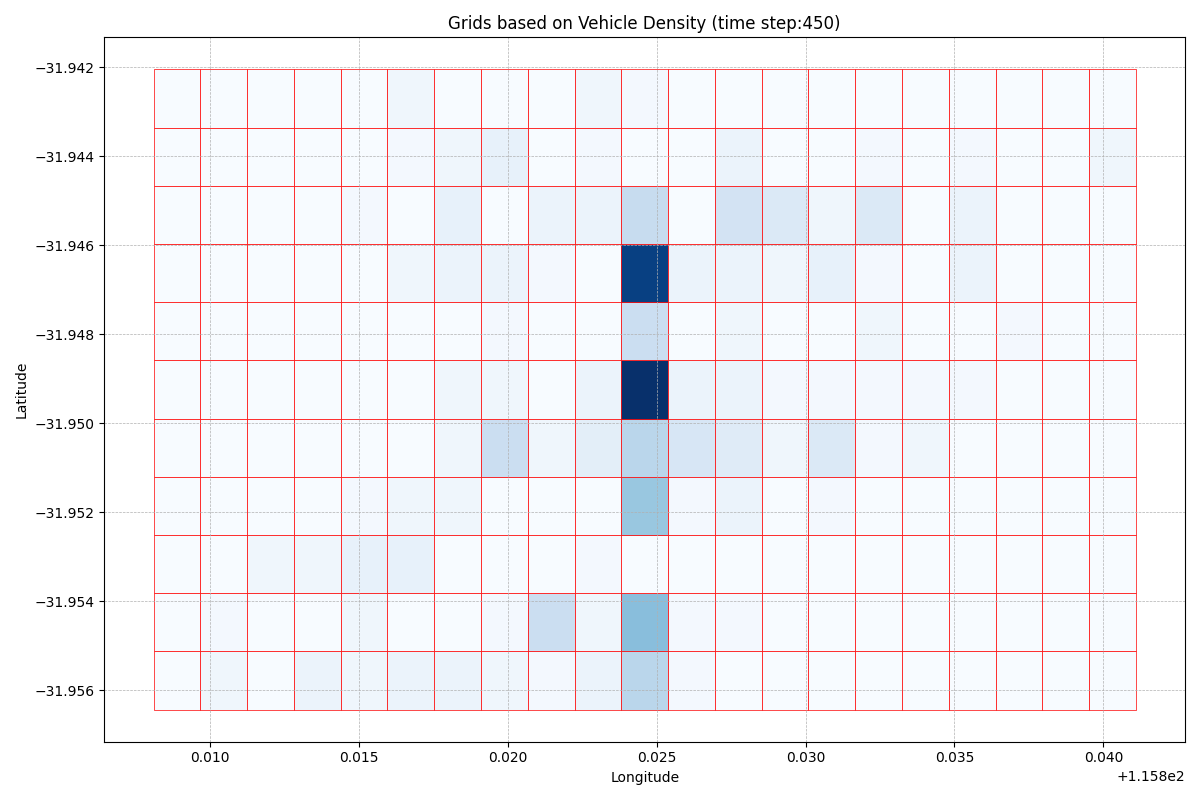 Grids based on Vehicle Density (time step:450)
−31.942
−31.944
−31.946
−31.948
−31.950
−31.952
−31.954
−31.956
Latitude
0.010 0.015 0.020 0.025 0.030 0.035 0.040
Longitude
+1.158e2